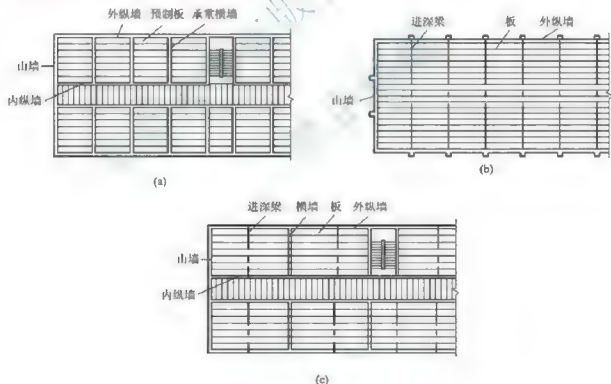 外纵墙 预制板 承重横墙
山墙
内纵墙
(a)
进深梁 板 外纵墙
山墙
(b)
进深梁 横墙 板 外纵墙
山墙
内纵墙
(c)